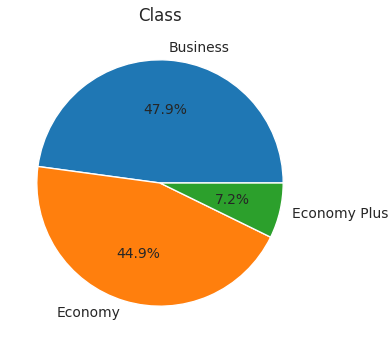 Class
Business
47.9%
7.2%
Economy Plus
44.9%
Economy